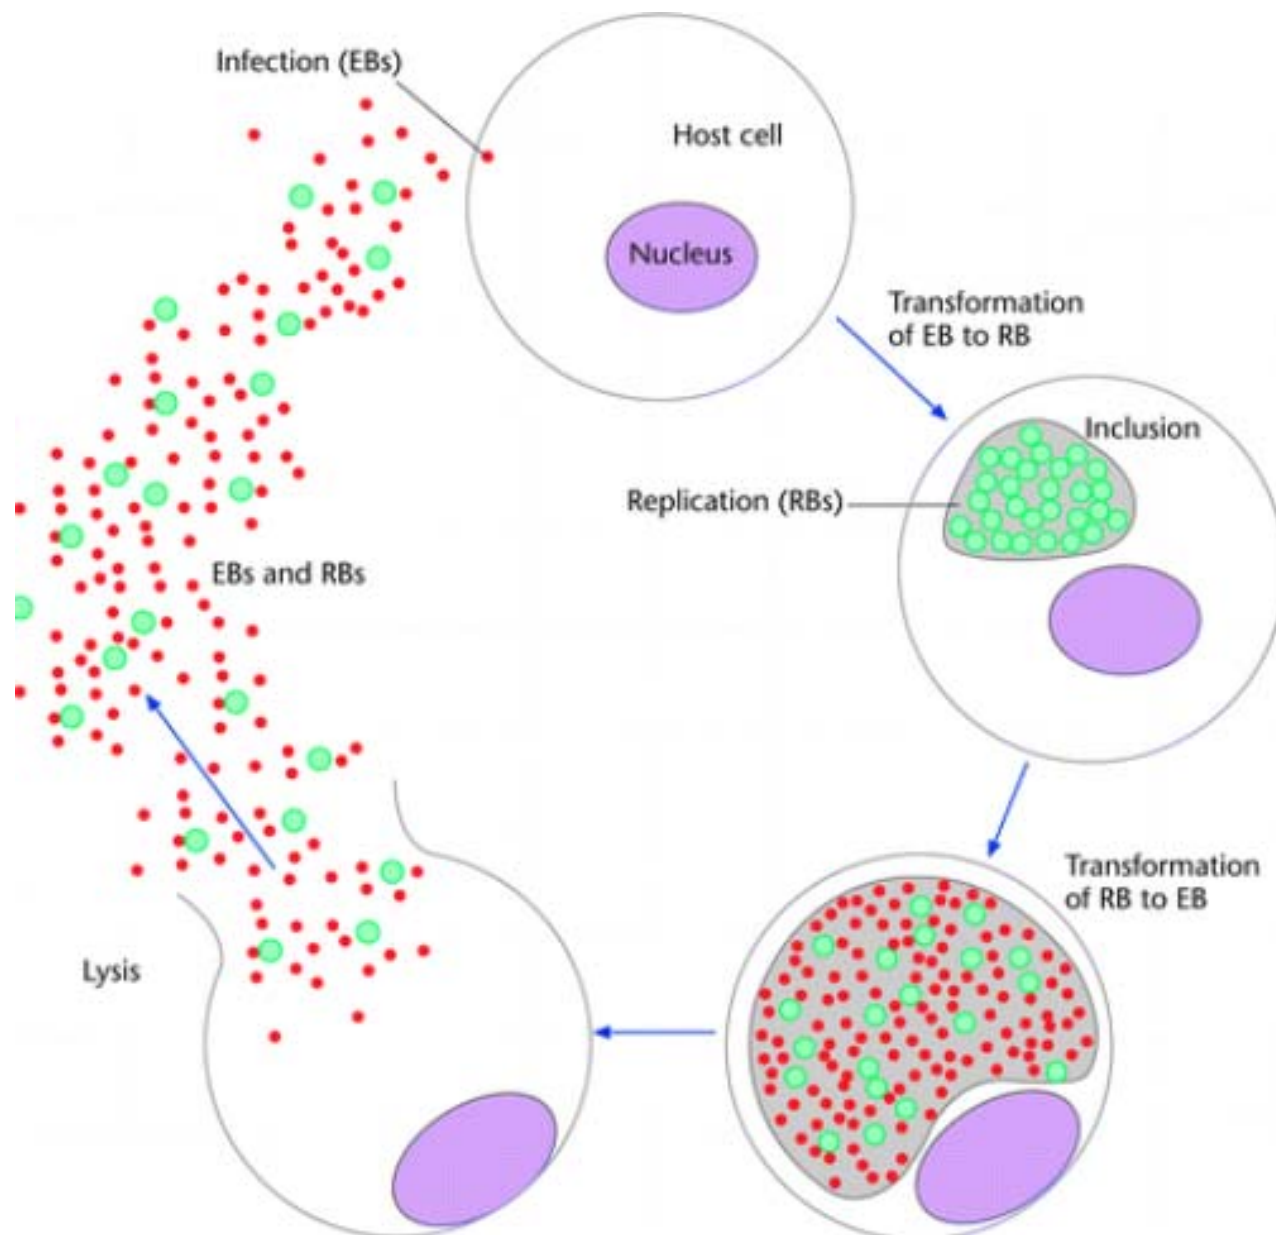 Infection (EBs)
Host cell
Nucleus
Transformation
of EB to RB
Inclusion
Replication (RBs)
EBs and RBs
Transformation
of RB to EB
Lysis